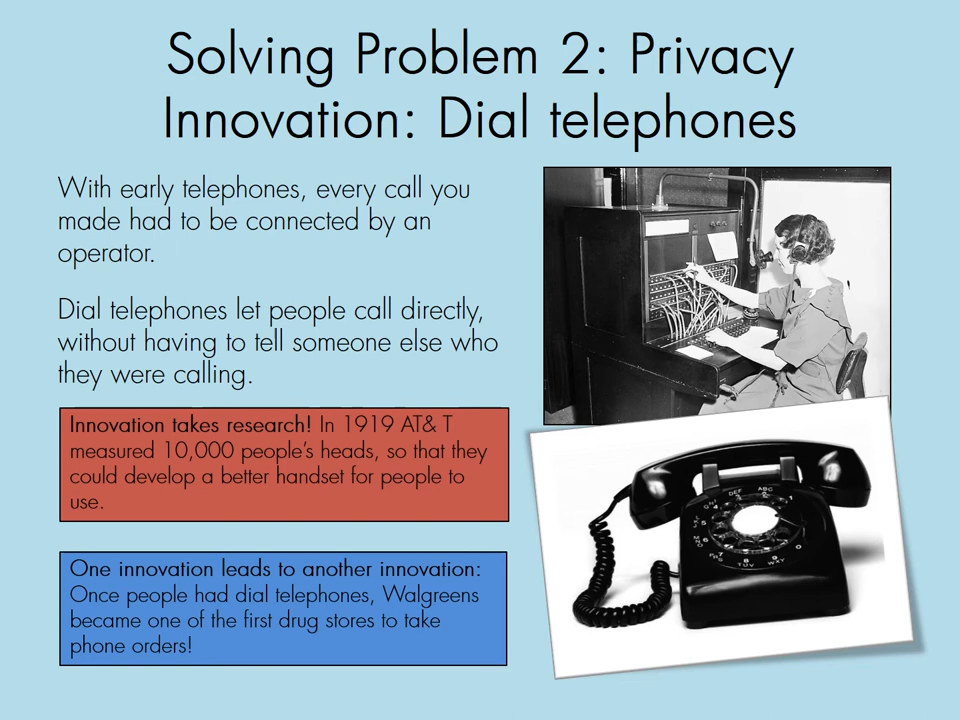 Solving Problem 2: Privacy
Innovation: Dial telephones
With early telephones, every call you
made had to be connected by an
operator.
Dial telephones let people call directly,
without having to tell someone else who
they were calling.
Innovation takes research! In 1919 AT& T
measured 10,000 people's heads, so that they
could develop a better handset for people to
use.
One innovation leads to another innovation:
Once people had dial telephones, Walgreens
became one of the first drug stores to take
phone orders!